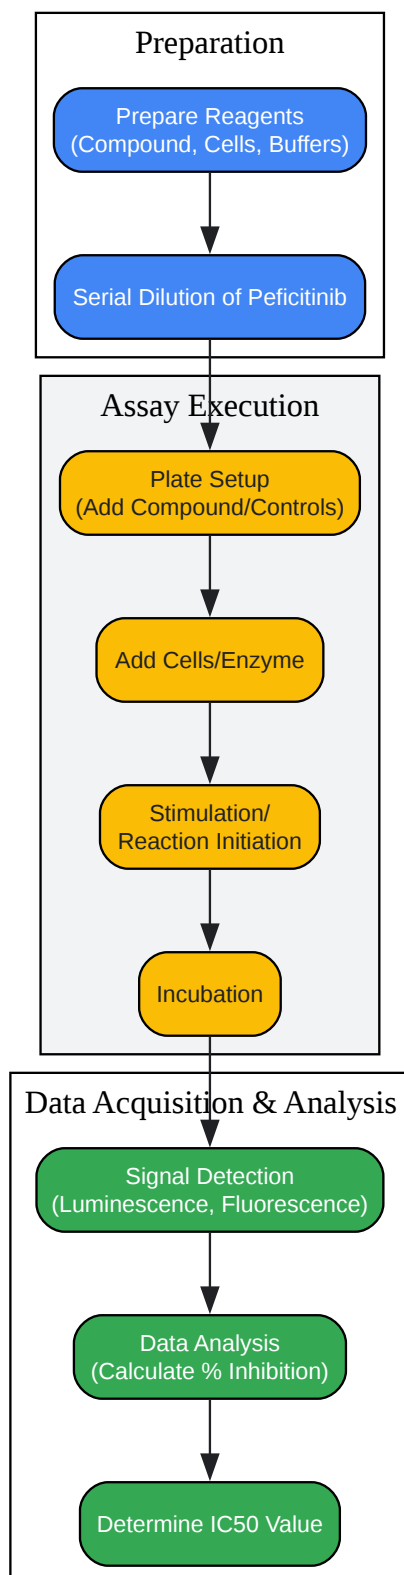 Preparation
Prepare Reagents
(Compound, Cells, Buffers)
Serial Dilution of Peficitinib
Assay Execution
Plate Setup
(Add Compound/Controls)
Add Cells/Enzyme
Stimulation/
Reaction Initiation
Incubation
Data Acquisition & Analysis
Signal Detection
(Luminescence, Fluorescence)
Data Analysis
(Calculate % Inhibition)
Determine IC50 Value